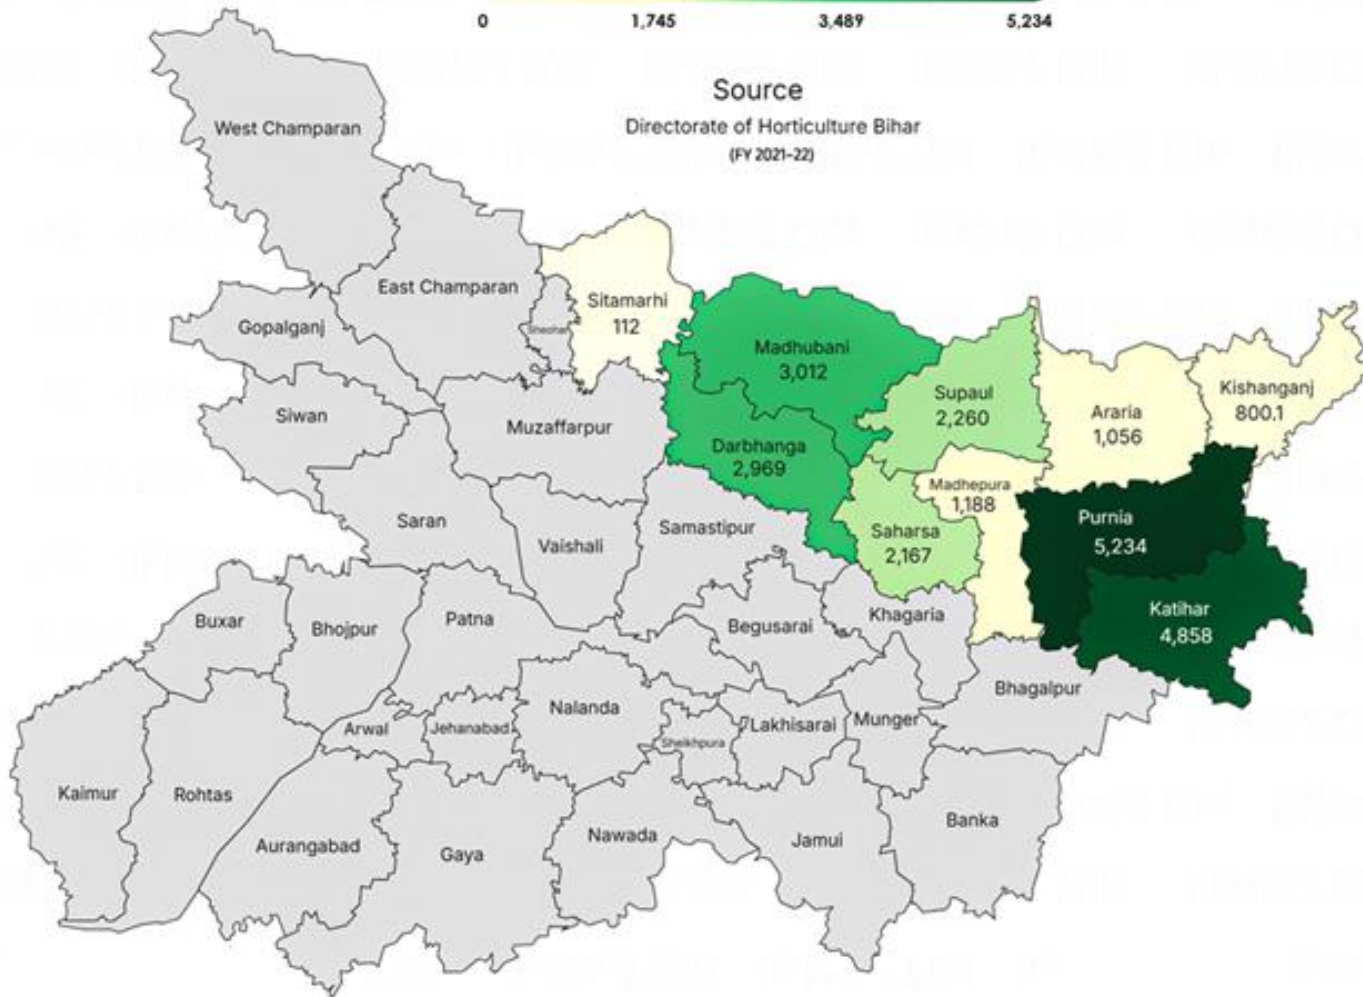 0 1,745 3,489 5,234
Source
Directorate of Horticulture Bihar
(FY 2021-22)
West Champaran
East Champaran
Sitamarhi
112
Sheohar
Gopalganj
Madhubani
3,012
Kishanganj
800.1
Supaul
2,260
Araria
1,056
Siwan
Muzaffarpur
Darbhanga
2,969
Madhepura
1,188
Saran
Vaishali
Samastipur
Saharsa
2,167
Purnia
5,234
Katihar
4,858
Buxar
Bhojpur
Patna
Begusarai
Khagaria
Bhagalpur
Arwal
Jehanabad
Nalanda
Sheikhpura
Lakhisarai
Munger
Kaimur
Rohtas
Aurangabad
Gaya
Nawada
Jamui
Banka